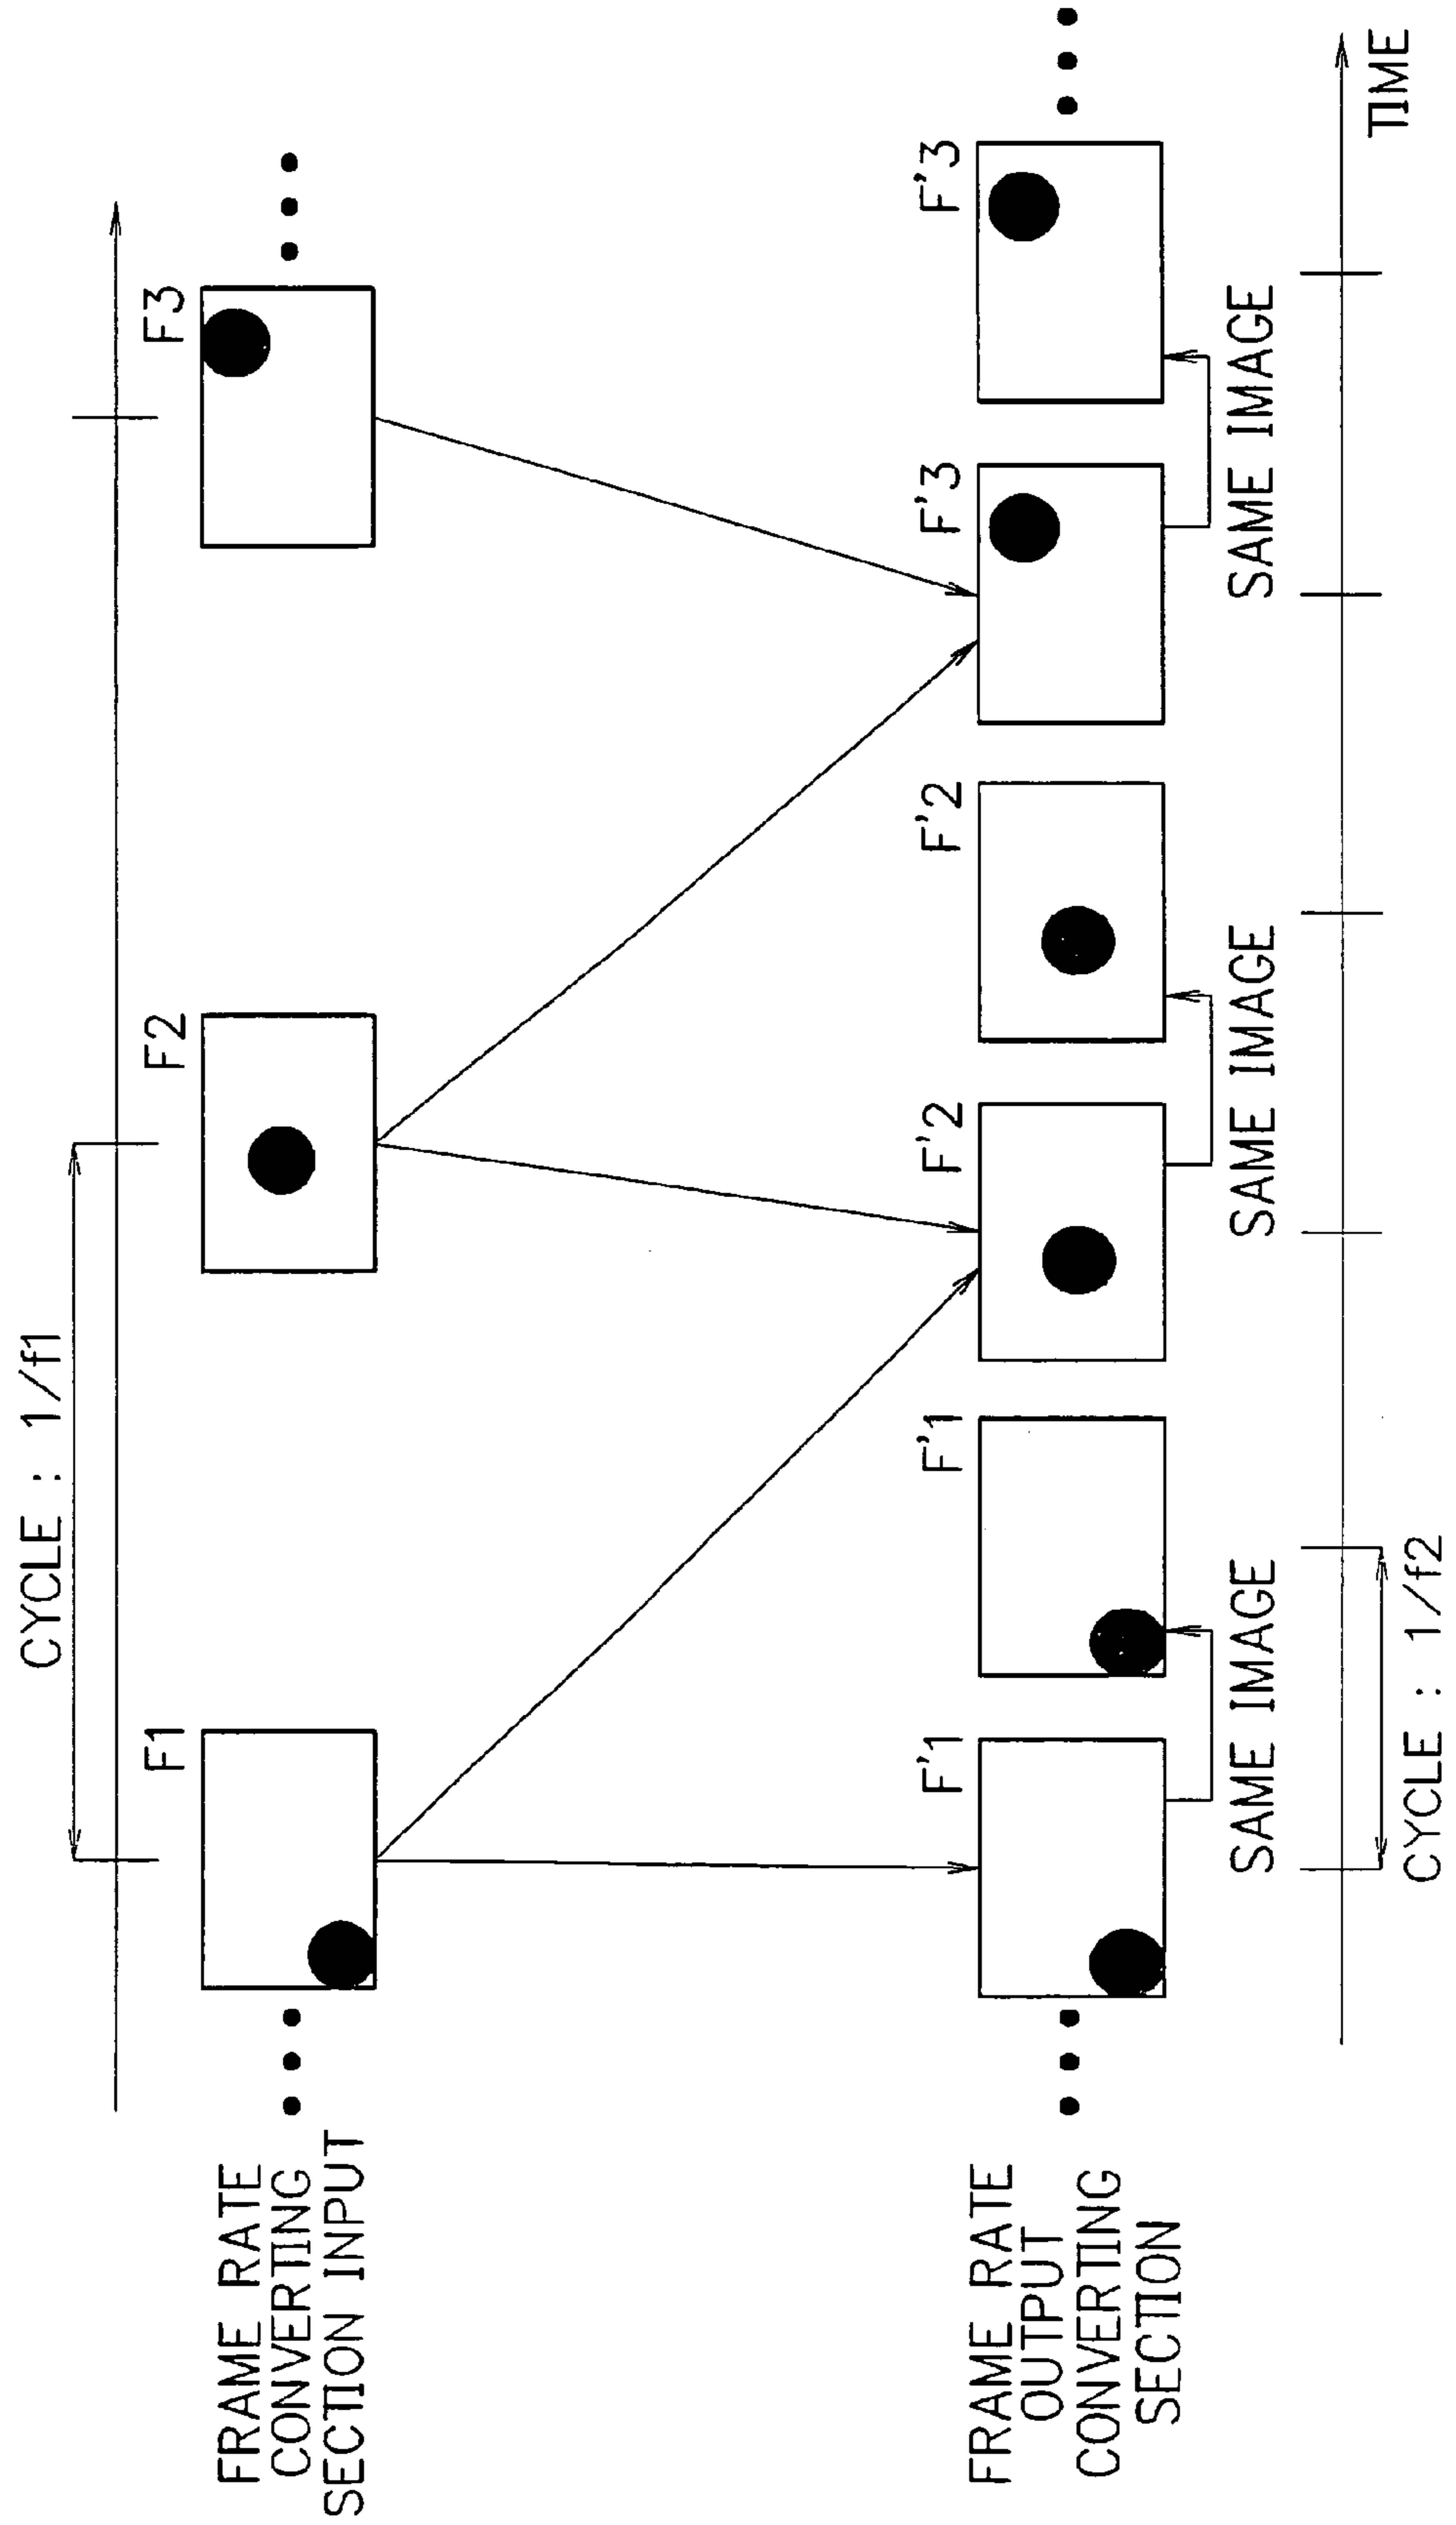 CYCLE : 1/f1
F1
F2
F3
FRAME RATE
CONVERTING
SECTION INPUT
F'1
F'1
F'2
F'2
F'3
F'3
FRAME RATE
OUTPUT
CONVERTING
SECTION
SAME IMAGE
SAME IMAGE
SAME IMAGE
TIME
CYCLE : 1/f2